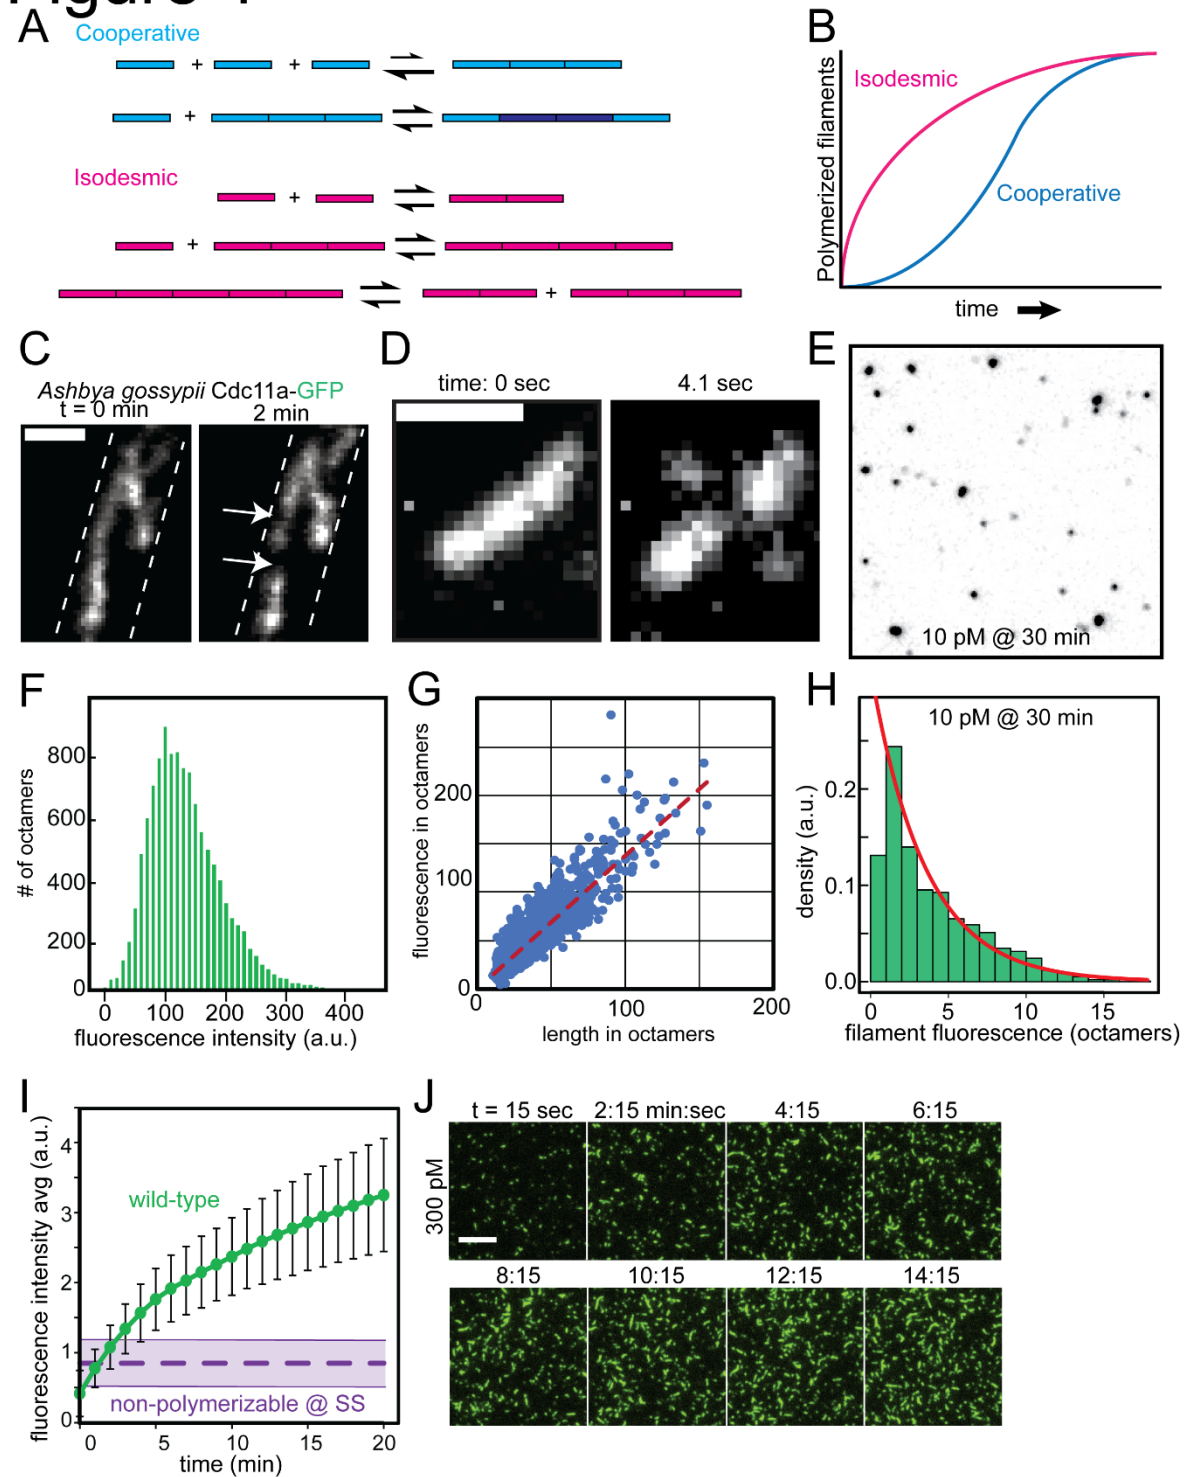 A
Cooperative
+ +
+
Isodesmic
+
+
+
B
Polymerized filaments
Isodesmic
Cooperative
time
C
Ashbya gossypii Cdc11a-GFP
t = 0 min 2 min
D
time: 0 sec 4.1 sec
E
10 pM @ 30 min
F
# of octamers
800
600
400
200
0
0 100 200 300 400
fluorescence intensity (a.u.)
G
fluorescence in octamers
200
100
0
0 100 200
length in octamers
H
10 pM @ 30 min
density (a.u.)
0.2
0.1
0.0
0 5 10 15
filament fluorescence (octamers)
I
fluorescence intensity avg (a.u.)
4
3
2
1
0
wild-type
non-polymerizable @ SS
0 5 10 15 20
time (min)
J
300 pM
t = 15 sec 2:15 min:sec 4:15 6:15
8:15 10:15 12:15 14:15